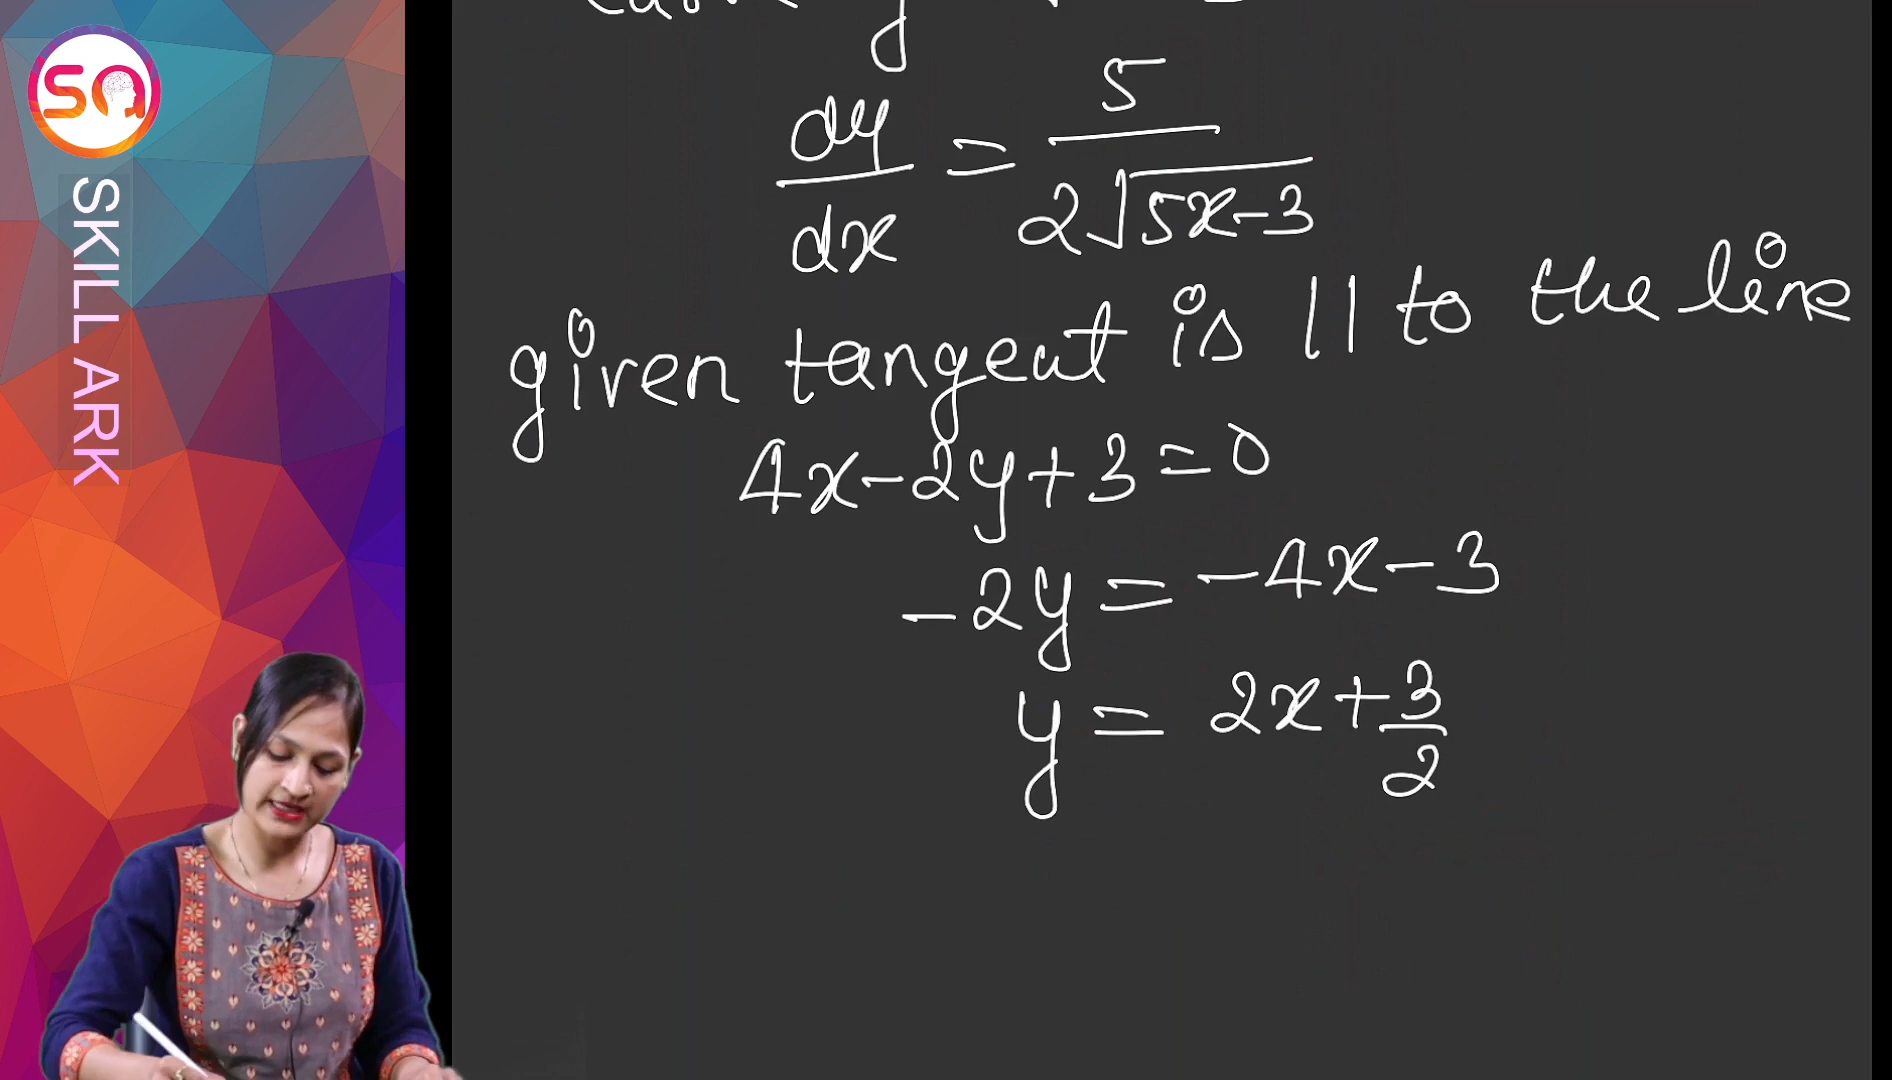 SA
SKILL ARK
dy/dx = 5/(2√(5x-3))
given tangent is || to the line
4x-2y+3=0
-2y = -4x-3
y = 2x+3/2